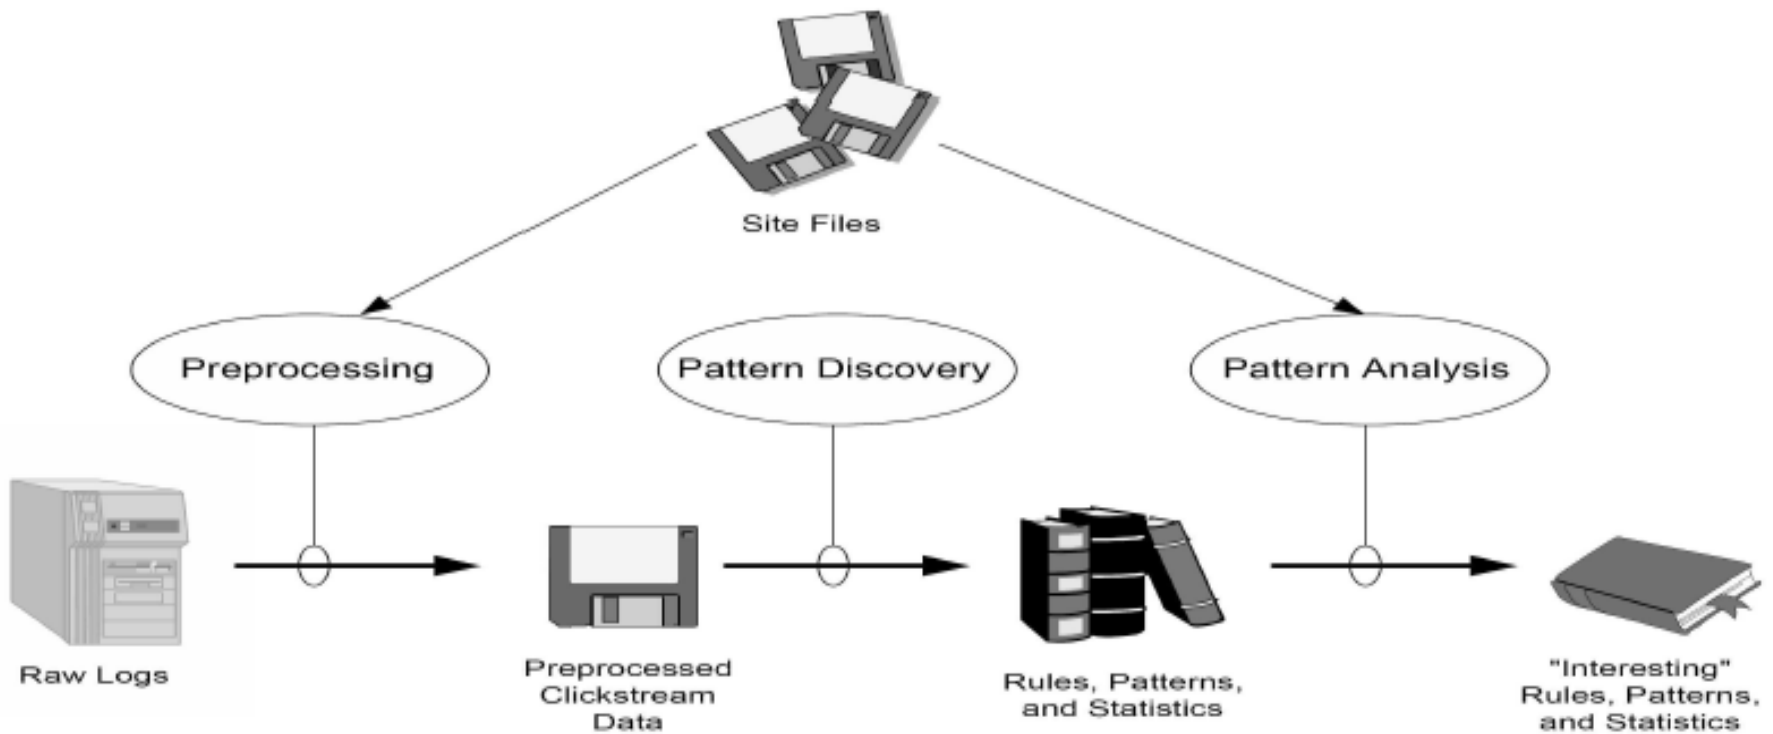 Site Files
Preprocessing
Pattern Discovery
Pattern Analysis
Raw Logs
Preprocessed
Clickstream
Data
Rules, Patterns,
and Statistics
"Interesting"
Rules, Patterns,
and Statistics